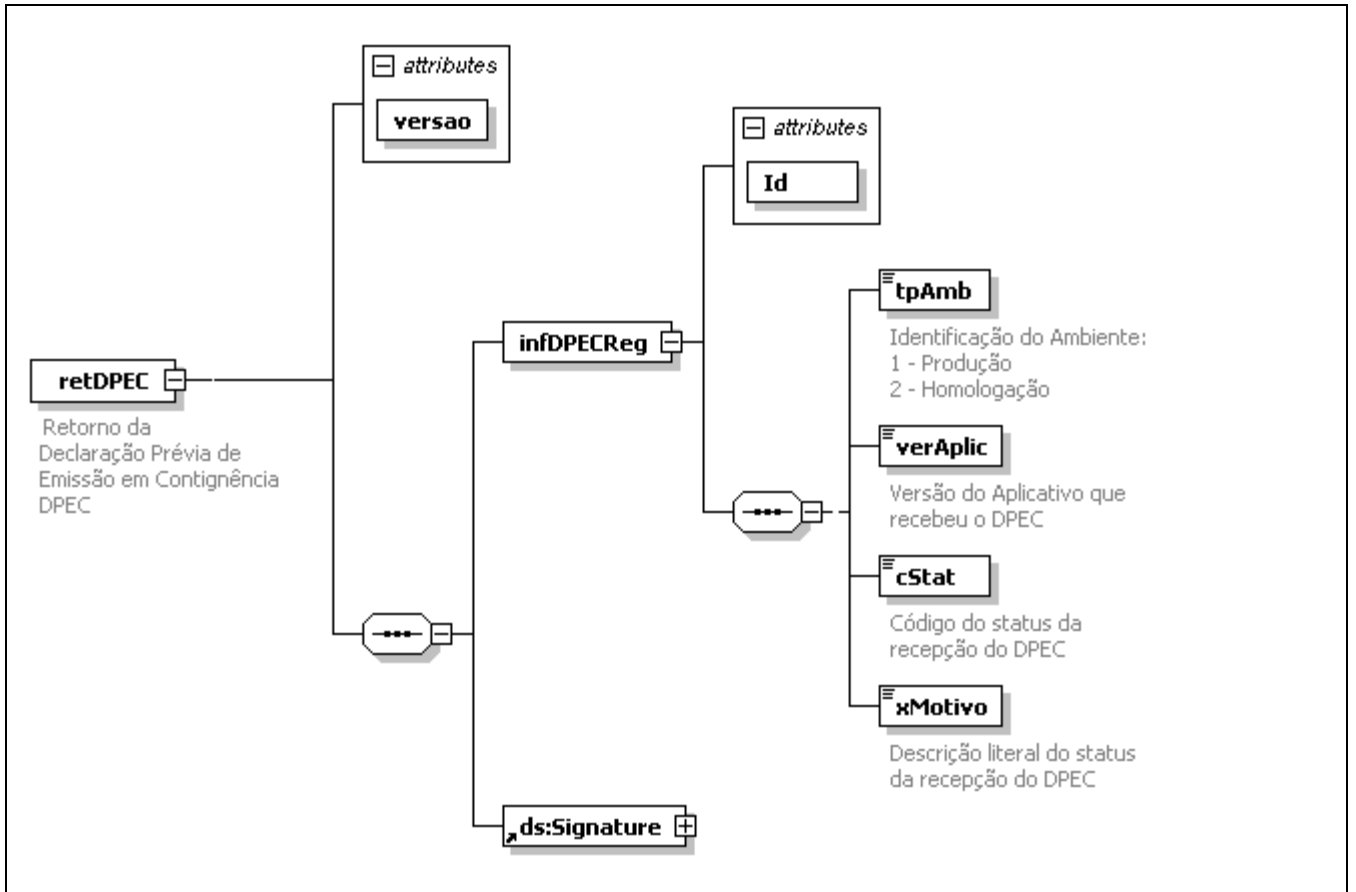 attributes
versao
attributes
Id
retDPEC
Retorno da
Declaração Prévia de
Emissão em Contignência
DPEC
infDPECReg
tpAmb
Identificação do Ambiente:
1 - Produção
2 - Homologação
verAplic
Versão do Aplicativo que
recebeu o DPEC
cStat
Código do status da
recepção do DPEC
xMotivo
Descrição literal do status
da recepção do DPEC
ds:Signature